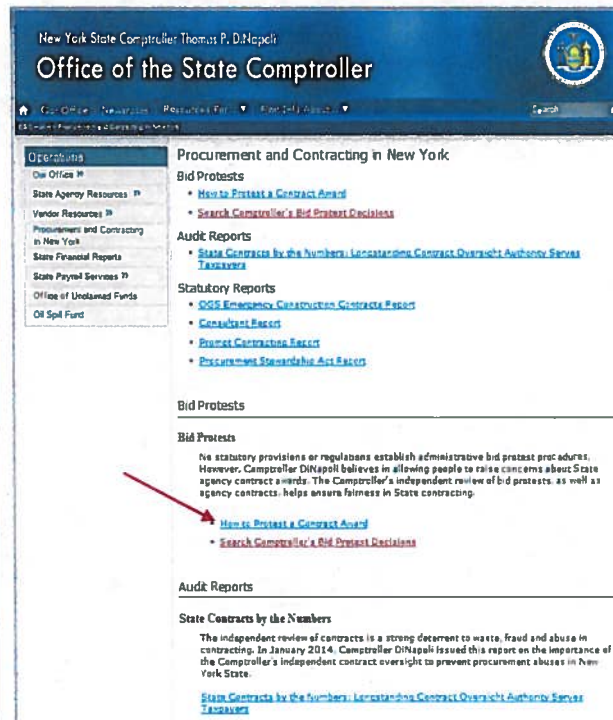 New York State Comptroller Thomas P. DiNapoli
Office of the State Comptroller
Search
Operations
Our Office »
State Agency Resources »
Vendor Resources »
Procurement and Contracting
in New York
State Financial Reports
State Payroll Services »
Office of Unclaimed Funds
Oil Spill Fund
Procurement and Contracting in New York
Bid Protests
• How to Protest a Contract Award
• Search Comptroller's Bid Protest Decisions
Audit Reports
• State Contracts by the Numbers: Longstanding Contract Oversight Authority Serves
Taxpayers
Statutory Reports
• OGS Emergency Construction Contracts Report
• Consultant Report
• Prompt Contracting Report
• Procurement Stewardship Act Report
Bid Protests
Bid Protests
No statutory provisions or regulations establish administrative bid protest procedures.
However, Comptroller DiNapoli believes in allowing people to raise concerns about State
agency contract awards. The Comptroller's independent review of bid protests, as well as
agency contracts, helps ensure fairness in State contracting.
• How to Protest a Contract Award
• Search Comptroller's Bid Protest Decisions
Audit Reports
State Contracts by the Numbers
The independent review of contracts is a strong deterrent to waste, fraud and abuse in
contracting. In January 2014, Comptroller DiNapoli issued this report on the importance of
the Comptroller's independent contract oversight to prevent procurement abuses in New
York State.
State Contracts by the Numbers: Longstanding Contract Oversight Authority Serves
Taxpayers